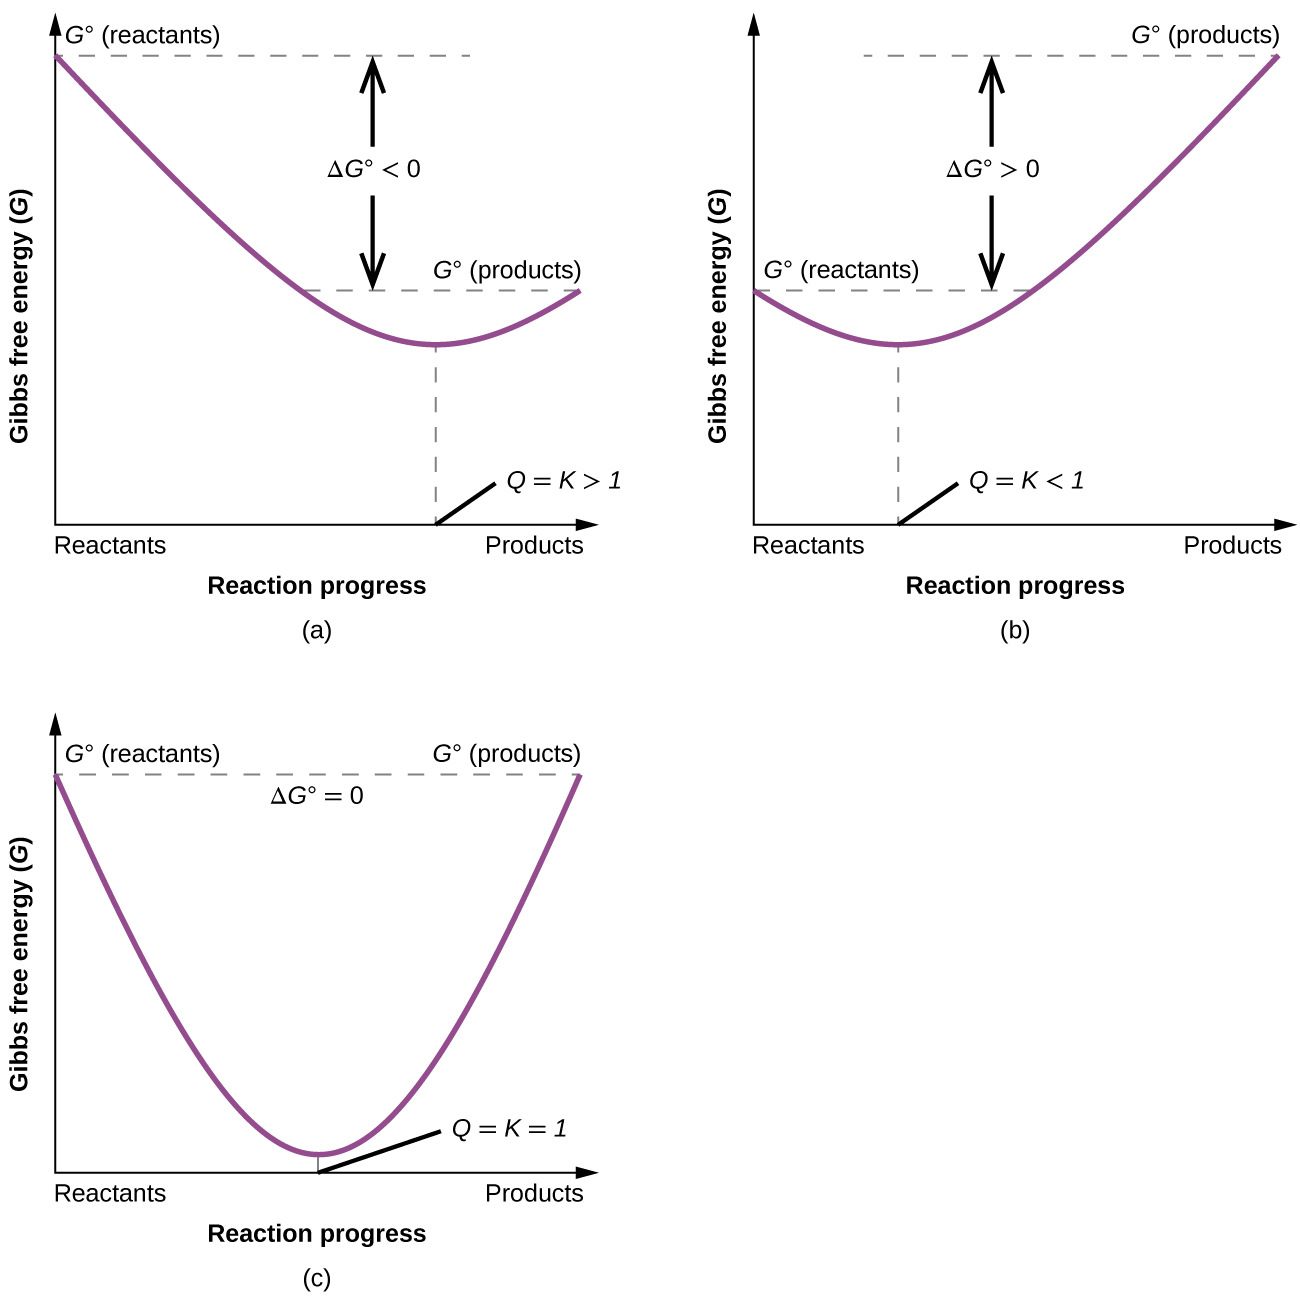 G° (reactants)
ΔG° < 0
G° (products)
Gibbs free energy (G)
Q = K > 1
Reactants
Products
Reaction progress
(a)
G° (products)
ΔG° > 0
G° (reactants)
Gibbs free energy (G)
Q = K < 1
Reactants
Products
Reaction progress
(b)
G° (reactants)
G° (products)
ΔG° = 0
Gibbs free energy (G)
Q = K = 1
Reactants
Products
Reaction progress
(c)